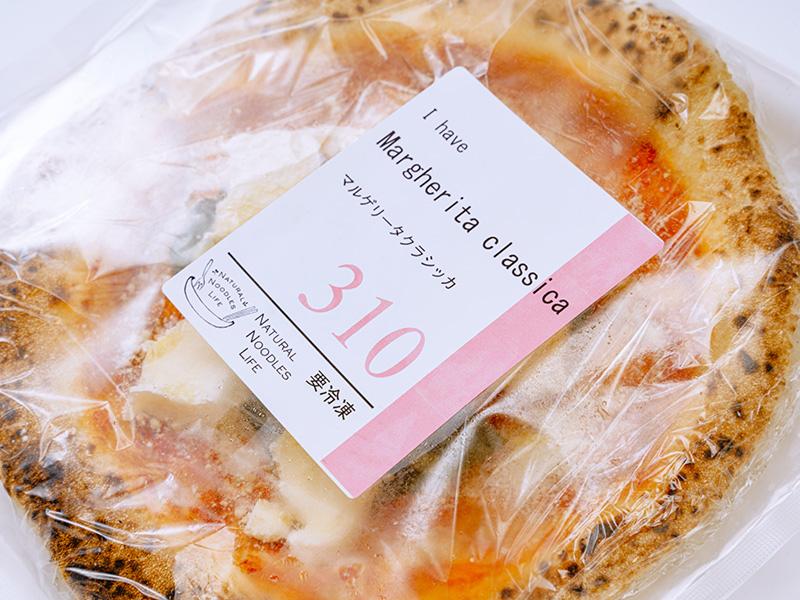 I have
Margherita classica
マルゲリータクラシッカ
310
NATURAL
NOODLES
LIFE
NATURAL
NOODLES
LIFE
要冷凍